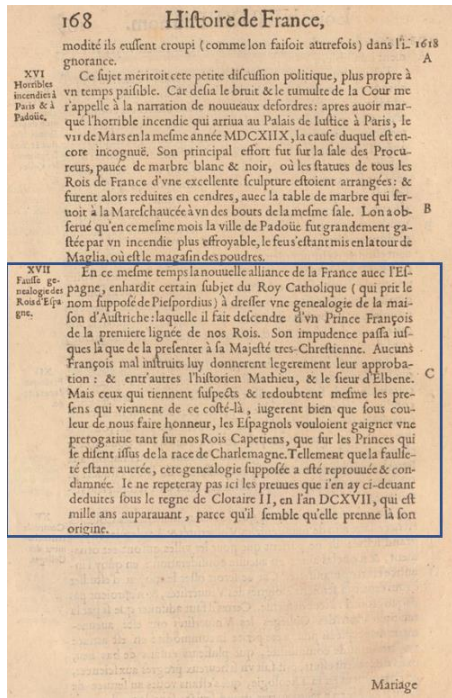 168 Histoire de France,
modité ils eussent croupi (comme lon faisoit autrefois) dans l'i- 1618
gnorance. A
XVI
Horribles
incendies à
Paris & à
Padoüe.
Ce sujet meritoit cete petite discussion politique, plus propre à
vn temps paisible. Car desia le bruit & le tumulte de la Cour me
r'appelle à la narration de nouueaux desordres: apres auoir mar-
que l'horrible incendie qui arriua au Palais de Iustice à Paris, le
vii de Mars en la mesme année MDCXIIX, la cause duquel est en-
core incognuë. Son principal effort fut sur la sale des Procu-
reurs, pauée de marbre blanc & noir, où les statues de tous les
Rois de France d'vne excellente sculpture estoient arrangées: &
furent alors reduites en cendres, auec la table de marbre qui ser-
uoit à la Mareschaucée à vn des bouts de la mesme sale. Lon a ob- B
serué qu'en ce mesme mois la ville de Padoüe fut grandement ga-
stée par vn incendie plus effroyable, le feu s'estant mis en la tour de
Maglia, où est le magasin des poudres.
XVII
Fausse ge-
nealogie des
Rois d'Espa-
gne.
En ce mesme temps la nouuelle alliance de la France auec l'Es-
pagne, enhardit certain subjet du Roy Catholique (qui prit le
nom supposé de Piespordius) à dresser vne genealogie de la mai-
son d'Austriche: laquelle il fait descendre d'vn Prince François
de la premiere lignée de nos Rois. Son impudence passa ius-
ques là que de la presenter à sa Majesté tres-Chrestienne. Aucuns
François mal instruits luy donnerent legerement leur approba-
tion: & entr'autres l'historien Mathieu, & le sieur d'Elbene. C
Mais ceux qui tiennent suspects & redoubtent mesme les pre-
sens qui viennent de ce costé-là, iugerent bien que sous cou-
leur de nous faire honneur, les Espagnols vouloient gaigner vne
prerogatiue tant sur nos Rois Capetiens, que sur les Princes qui
se disent issus de la race de Charlemagne. Tellement que la fausse-
té estant auerée, cete genealogie supposée a esté reprouuée & con-
damnée. Ie ne repeteray pas ici les preuues que i'en ay ci-deuant
deduites sous le regne de Clotaire II, en l'an DCXVII, qui est
mille ans auparauant, parce qu'il semble qu'elle prenne là son
origine.
Mariage